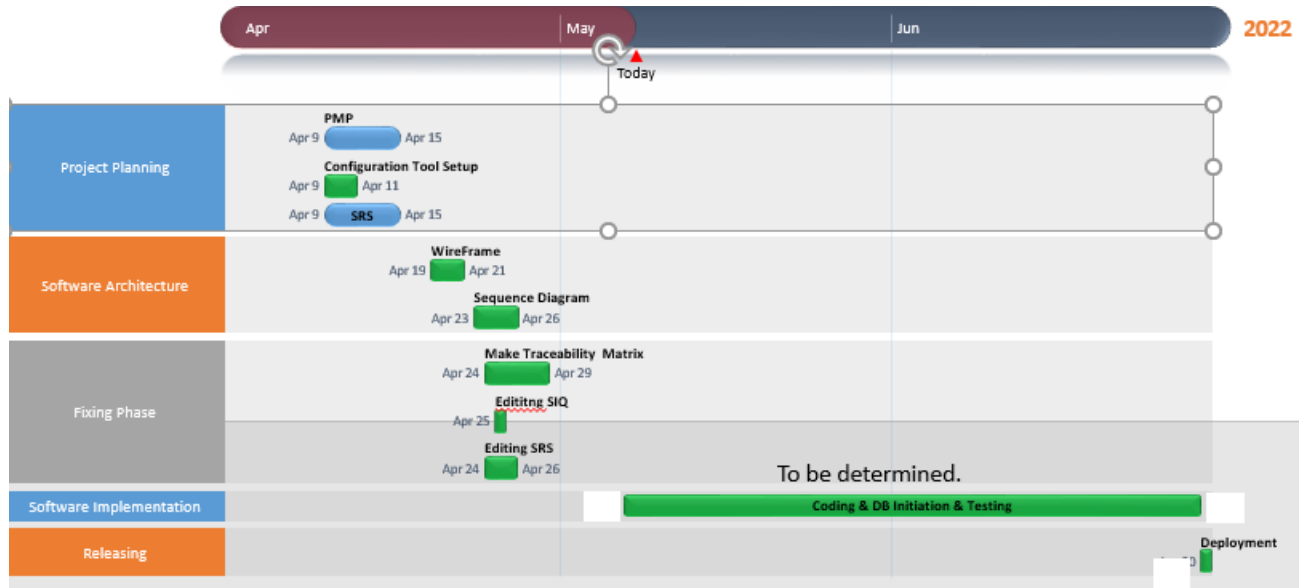 Apr May Jun 2022
Today
Project Planning
PMP
Apr 9 Apr 15
Configuration Tool Setup
Apr 9 Apr 11
Apr 9 SRS Apr 15
Software Architecture
WireFrame
Apr 19 Apr 21
Sequence Diagram
Apr 23 Apr 26
Fixing Phase
Make Traceability Matrix
Apr 24 Apr 29
Edititng SIQ
Apr 25
Editing SRS
Apr 24 Apr 26
To be determined.
Software Implementation
Coding & DB Initiation & Testing
Releasing
Deployment